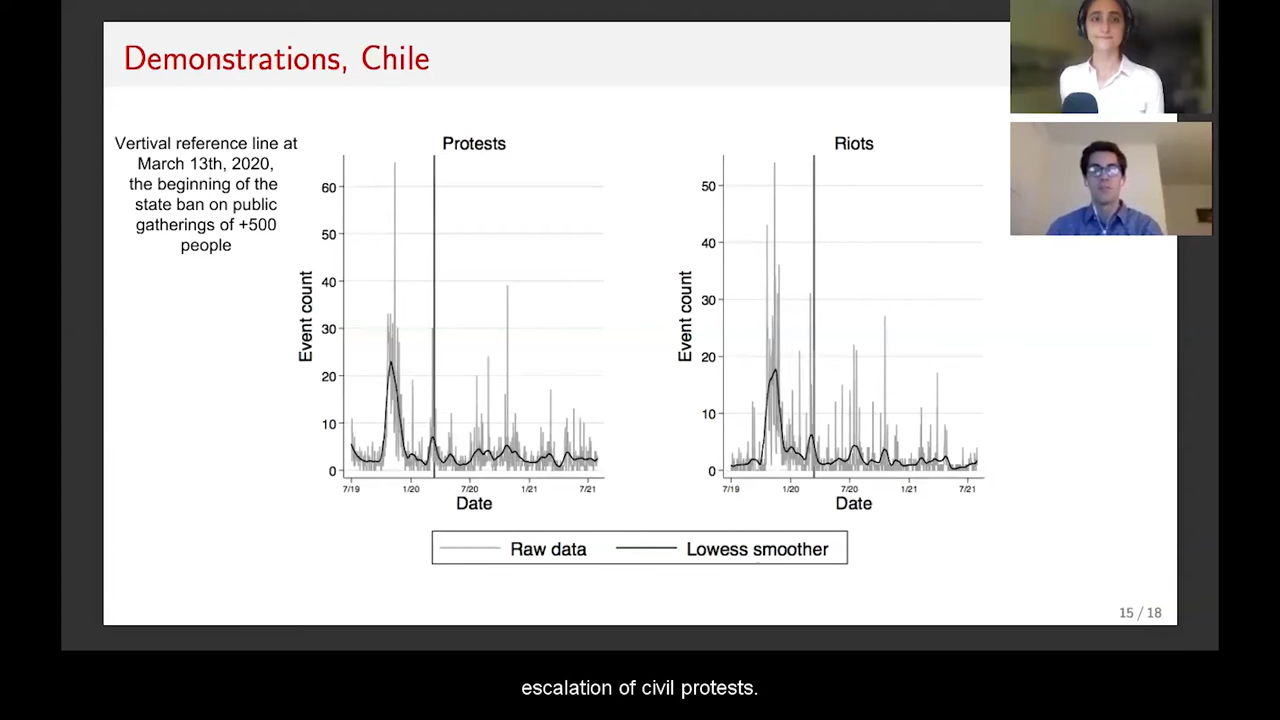 Demonstrations, Chile
Vertival reference line at
March 13th, 2020,
the beginning of the
state ban on public
gatherings of +500
people
Protests
Event count
60
50
40
30
20
10
0
7/19 1/20 7/20 1/21 7/21
Date
Riots
Event count
50
40
30
20
10
0
7/19 1/20 7/20 1/21 7/21
Date
Raw data Lowess smoother
15 / 18
escalation of civil protests.